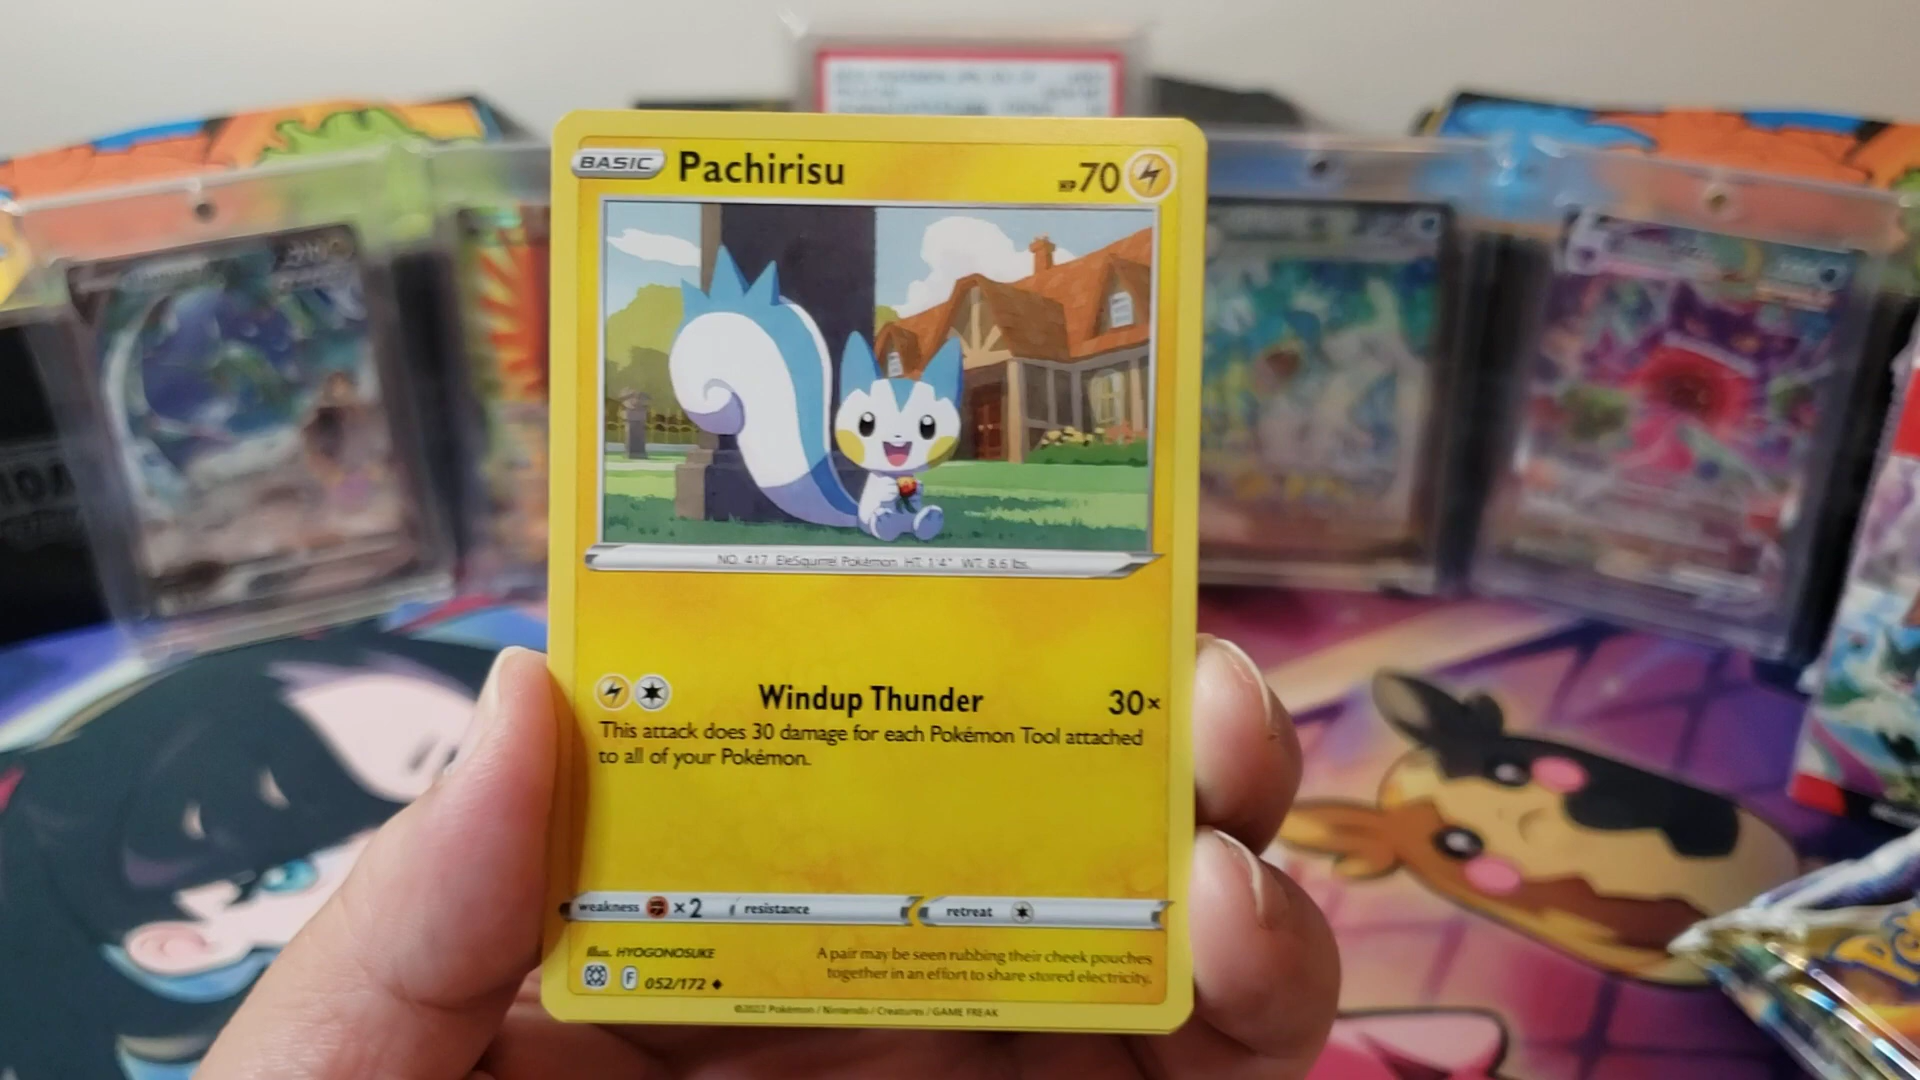 BASIC Pachirisu HP 70
NO. 417 EleSquirrel Pokémon HT: 1'4" WT: 8.6 lbs.
Windup Thunder 30×
This attack does 30 damage for each Pokémon Tool attached
to all of your Pokémon.
weakness ×2 resistance retreat
Illus. HYOGONOSUKE
A pair may be seen rubbing their cheek pouches
together in an effort to share stored electricity.
F 052/172
©2022 Pokémon / Nintendo / Creatures / GAME FREAK